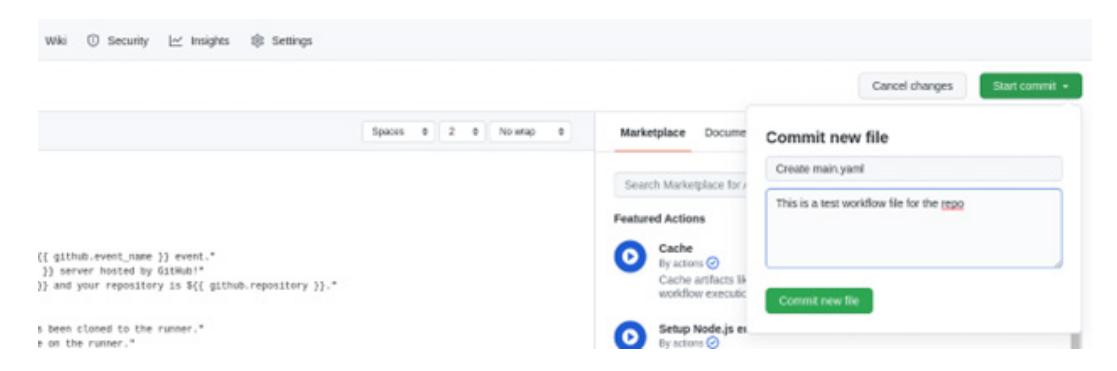 Wiki Security Insights Settings
Cancel changes Start commit
Spaces 2 No wrap
Marketplace Docume
Search Marketplace for
Featured Actions
Cache
By actions
Cache artifacts lik
workflow executic
Setup Node.js e
By actions
Commit new file
Create main.yaml
This is a test workflow file for the repo
Commit new file
{{ github.event_name }} event."
}} server hosted by GitHub!"
}} and your repository is ${{ github.repository }}."
s been cloned to the runner."
e on the runner."